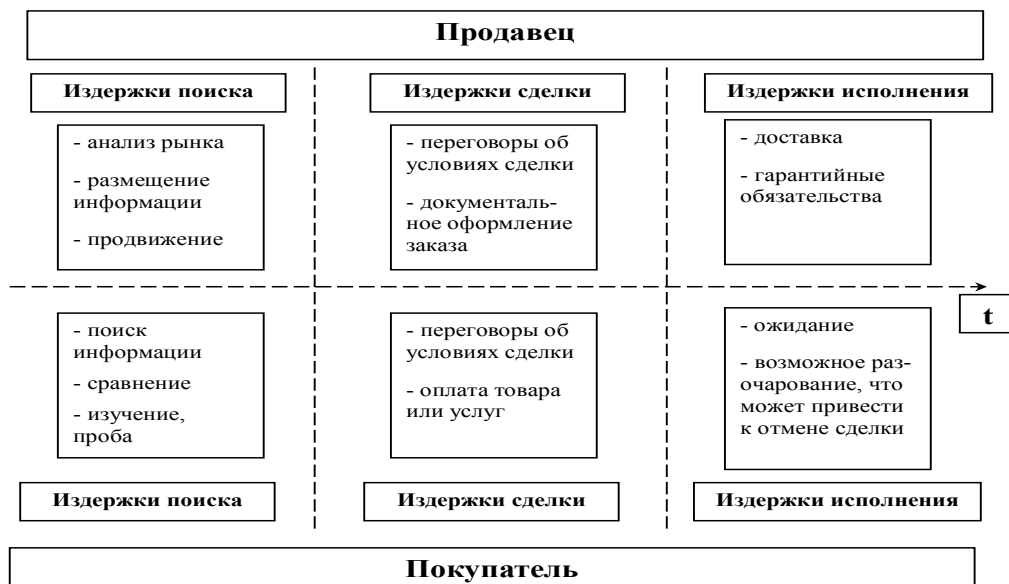 Продавец
Издержки поиска
Издержки сделки
Издержки исполнения
- анализ рынка
- размещение
информации
- продвижение
- переговоры об
условиях сделки
- документаль-
ное оформление
заказа
- доставка
- гарантийные
обязательства
t
- поиск
информации
- сравнение
- изучение,
проба
- переговоры об
условиях сделки
- оплата товара
или услуг
- ожидание
- возможное раз-
очарование, что
может привести
к отмене сделки
Издержки поиска
Издержки сделки
Издержки исполнения
Покупатель